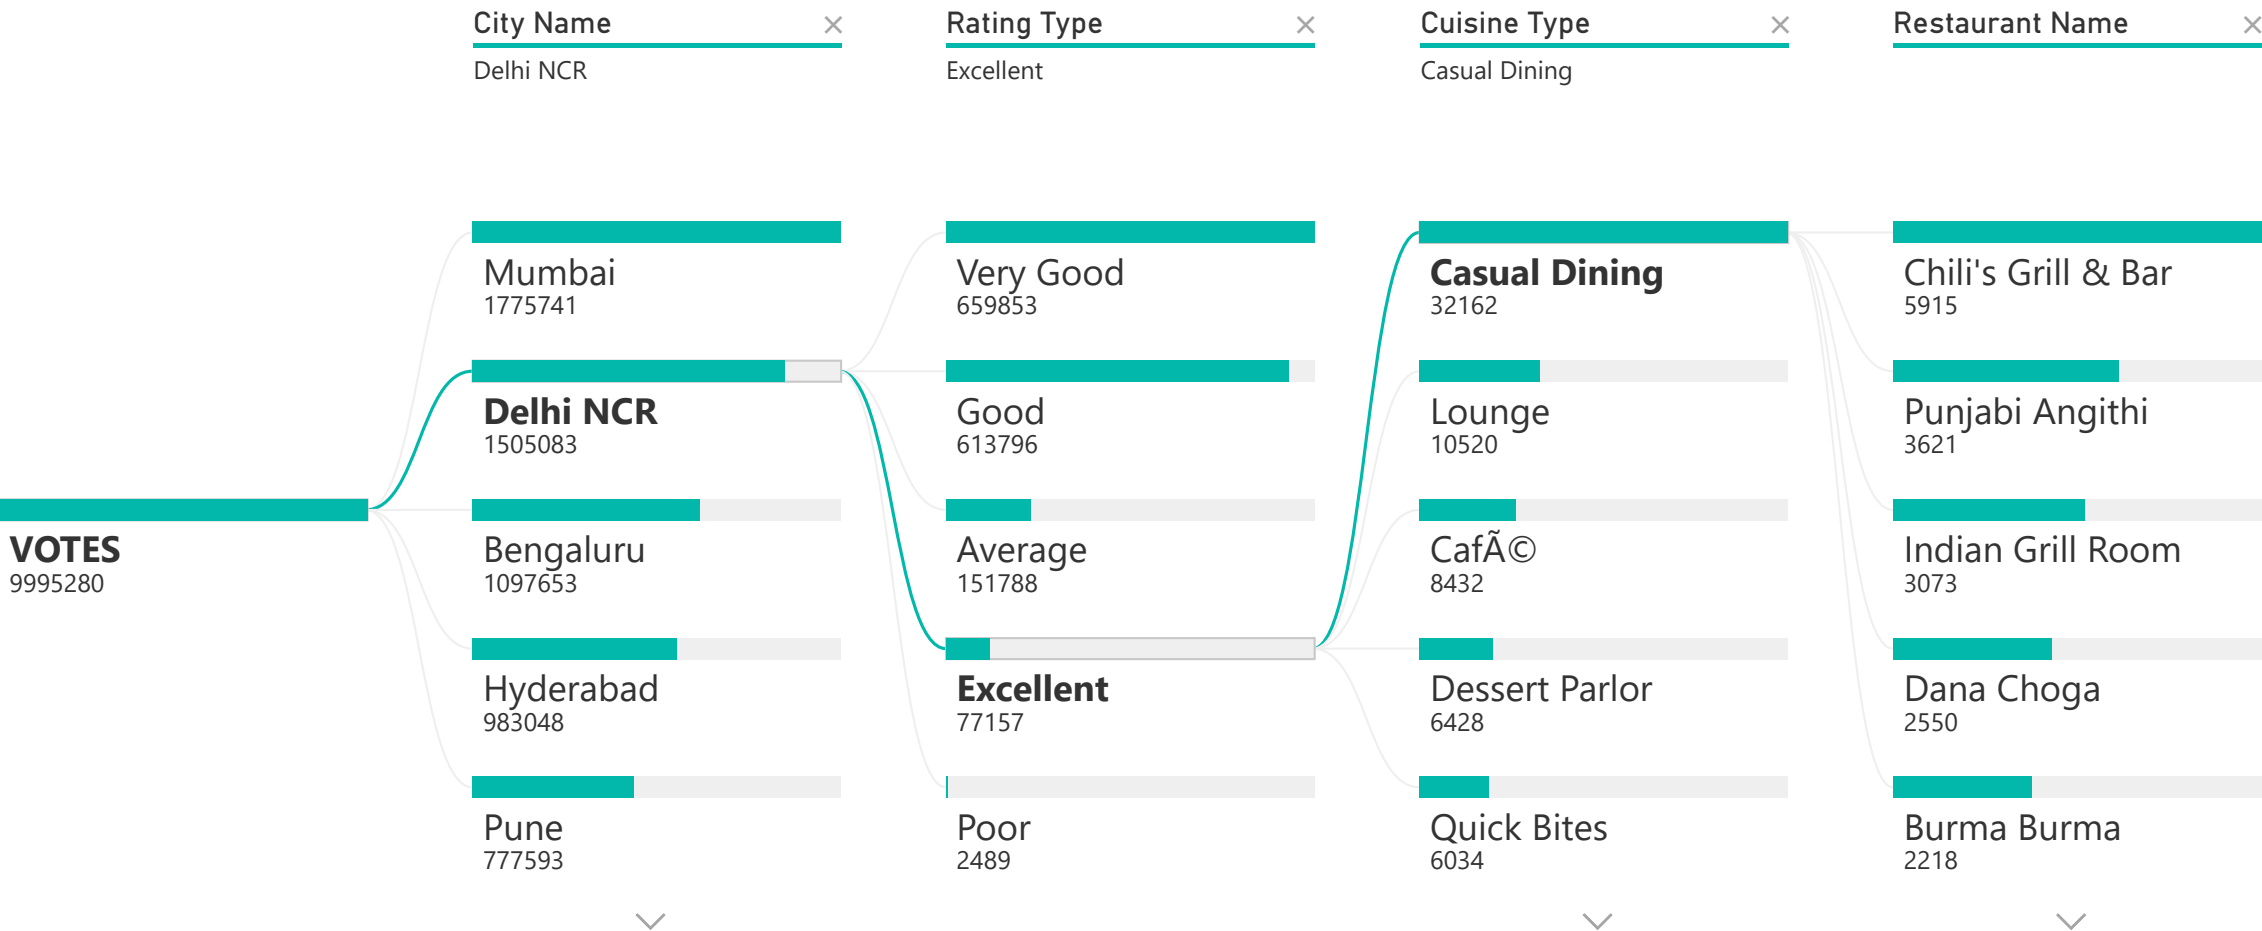 City Name
Delhi NCR
Rating Type
Excellent
Cuisine Type
Casual Dining
Restaurant Name
VOTES
9995280
Mumbai
1775741
Delhi NCR
1505083
Bengaluru
1097653
Hyderabad
983048
Pune
777593
Very Good
659853
Good
613796
Average
151788
Excellent
77157
Poor
2489
Casual Dining
32162
Lounge
10520
CafÃ©
8432
Dessert Parlor
6428
Quick Bites
6034
Chili's Grill & Bar
5915
Punjabi Angithi
3621
Indian Grill Room
3073
Dana Choga
2550
Burma Burma
2218